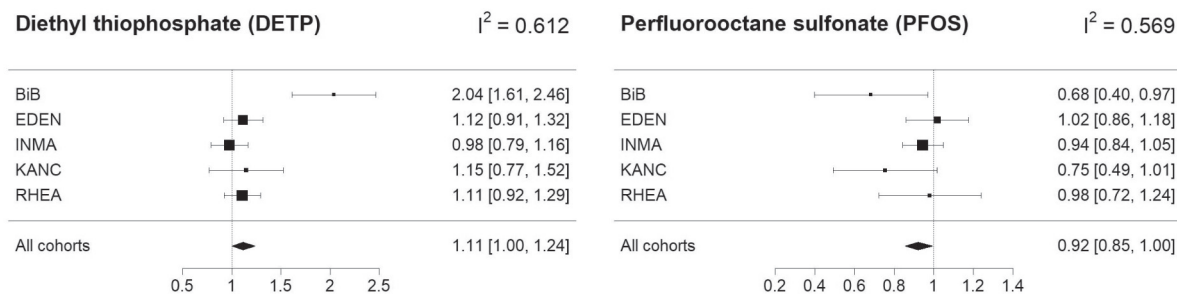 Diethyl thiophosphate (DETP) I² = 0.612
BiB 2.04 [1.61, 2.46]
EDEN 1.12 [0.91, 1.32]
INMA 0.98 [0.79, 1.16]
KANC 1.15 [0.77, 1.52]
RHEA 1.11 [0.92, 1.29]
All cohorts 1.11 [1.00, 1.24]
0.5 1 1.5 2 2.5
Perfluorooctane sulfonate (PFOS) I² = 0.569
BiB 0.68 [0.40, 0.97]
EDEN 1.02 [0.86, 1.18]
INMA 0.94 [0.84, 1.05]
KANC 0.75 [0.49, 1.01]
RHEA 0.98 [0.72, 1.24]
All cohorts 0.92 [0.85, 1.00]
0.2 0.4 0.6 0.8 1 1.2 1.4